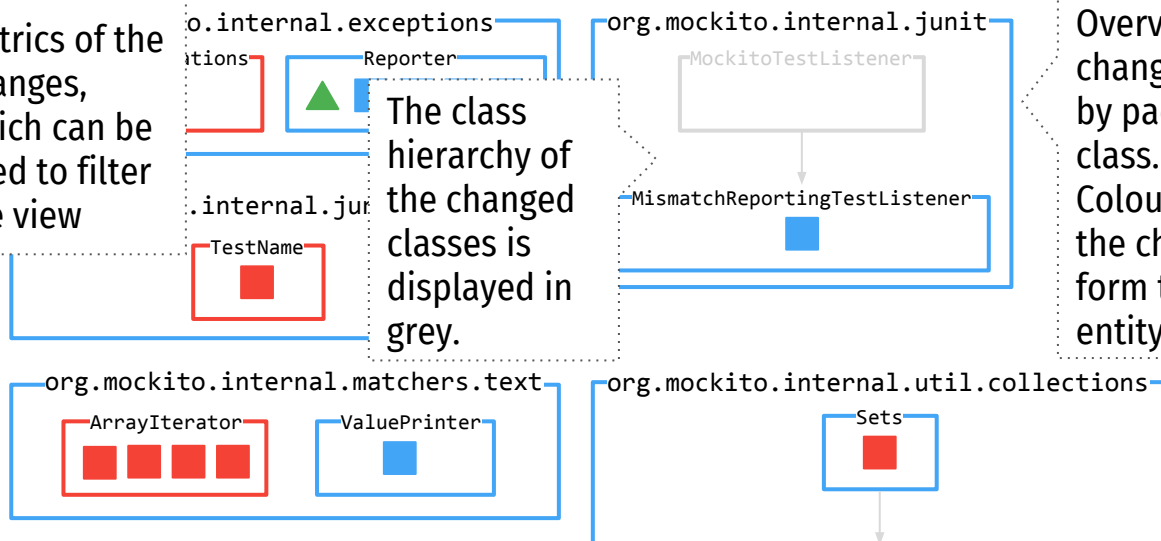 trics of the
anges,
ich can be
ed to filter
view
o.internal.exceptions
Reporter
The class
hierarchy of
the changed
classes is
displayed in
grey.
.internal.jun
TestName
org.mockito.internal.junit
MockitoTestListener
MismatchReportingTestListener
Overv
chang
by pa
class.
Colou
the ch
form t
entity
org.mockito.internal.matchers.text
ArrayIterator
ValuePrinter
org.mockito.internal.util.collections
Sets